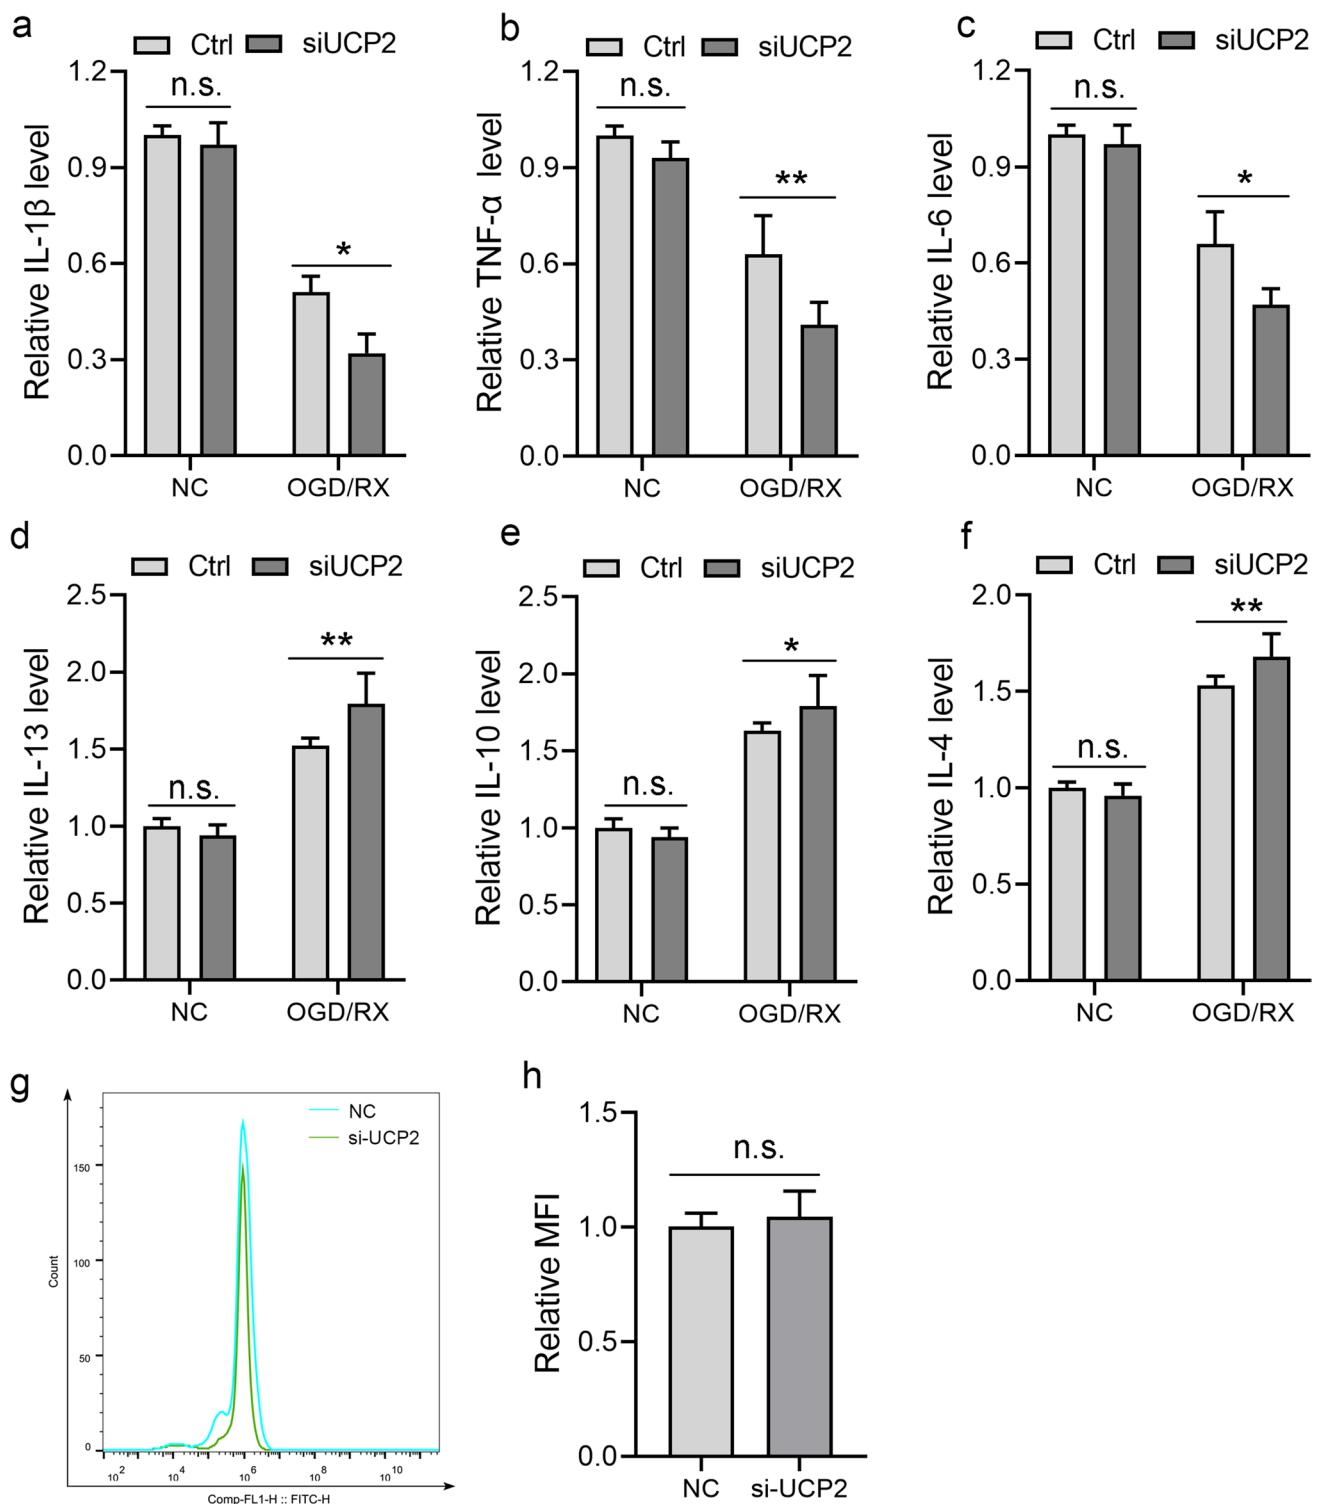 a
Ctrl siUCP2
1.2
0.9
0.6
0.3
0.0
Relative IL-1β level
n.s.
*
NC OGD/RX
b
Ctrl siUCP2
1.2
0.9
0.6
0.3
0.0
Relative TNF-α level
n.s.
**
NC OGD/RX
c
Ctrl siUCP2
1.2
0.9
0.6
0.3
0.0
Relative IL-6 level
n.s.
*
NC OGD/RX
d
Ctrl siUCP2
2.5
2.0
1.5
1.0
0.5
0.0
Relative IL-13 level
n.s.
**
NC OGD/RX
e
Ctrl siUCP2
2.5
2.0
1.5
1.0
0.5
0.0
Relative IL-10 level
n.s.
*
NC OGD/RX
f
Ctrl siUCP2
2.0
1.5
1.0
0.5
0.0
Relative IL-4 level
n.s.
**
NC OGD/RX
g
NC
si-UCP2
150
100
50
0
Count
10² 10⁴ 10⁶ 10⁸ 10¹⁰
Comp-FL1-H :: FITC-H
h
1.5
1.0
0.5
0.0
Relative MFI
n.s.
NC si-UCP2